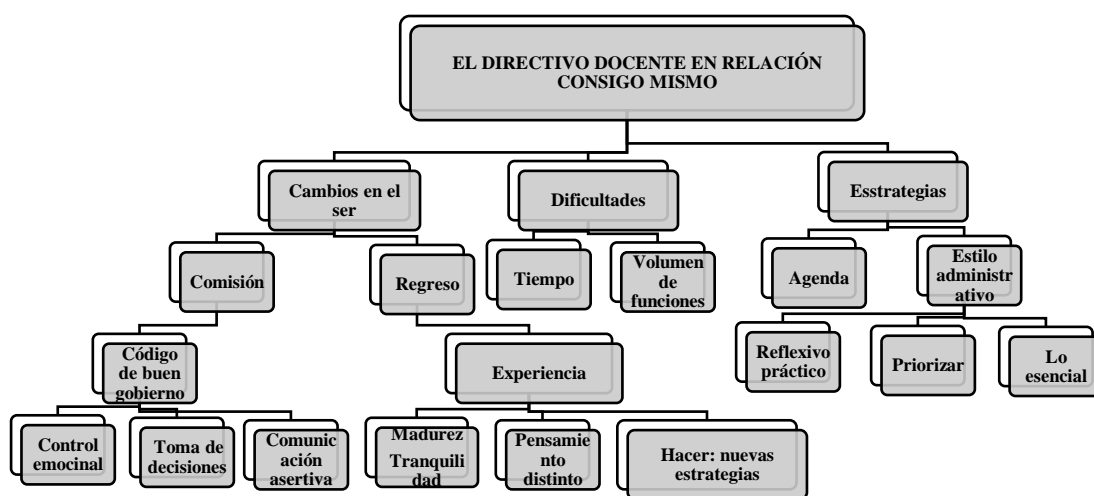 EL DIRECTIVO DOCENTE EN RELACIÓN
CONSIGO MISMO
Cambios en el
ser
Dificultades
Esstrategias
Comisión
Regreso
Tiempo
Volumen
de
funciones
Agenda
Estilo
administr
ativo
Código
de buen
gobierno
Experiencia
Reflexivo
práctico
Priorizar
Lo
esencial
Control
emocinal
Toma de
decisiones
Comunic
ación
asertiva
Madurez
Tranquili
dad
Pensamie
nto
distinto
Hacer: nuevas
estrategias